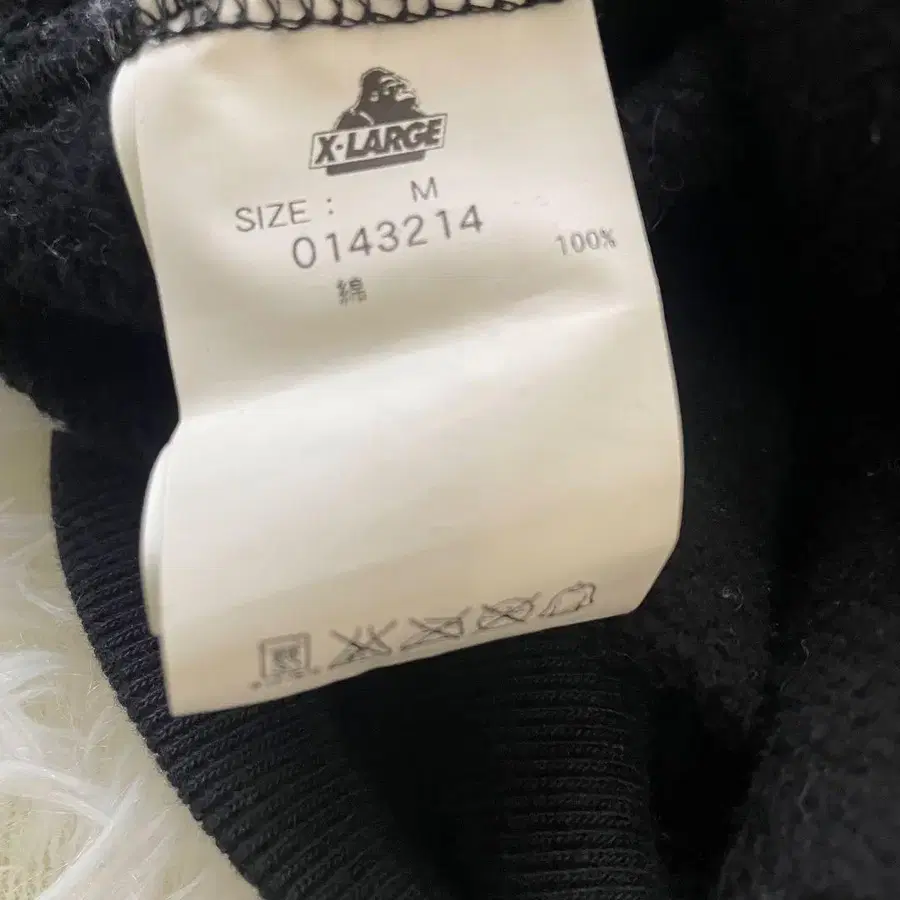 X-LARGE
SIZE : M
0143214
綿 100%